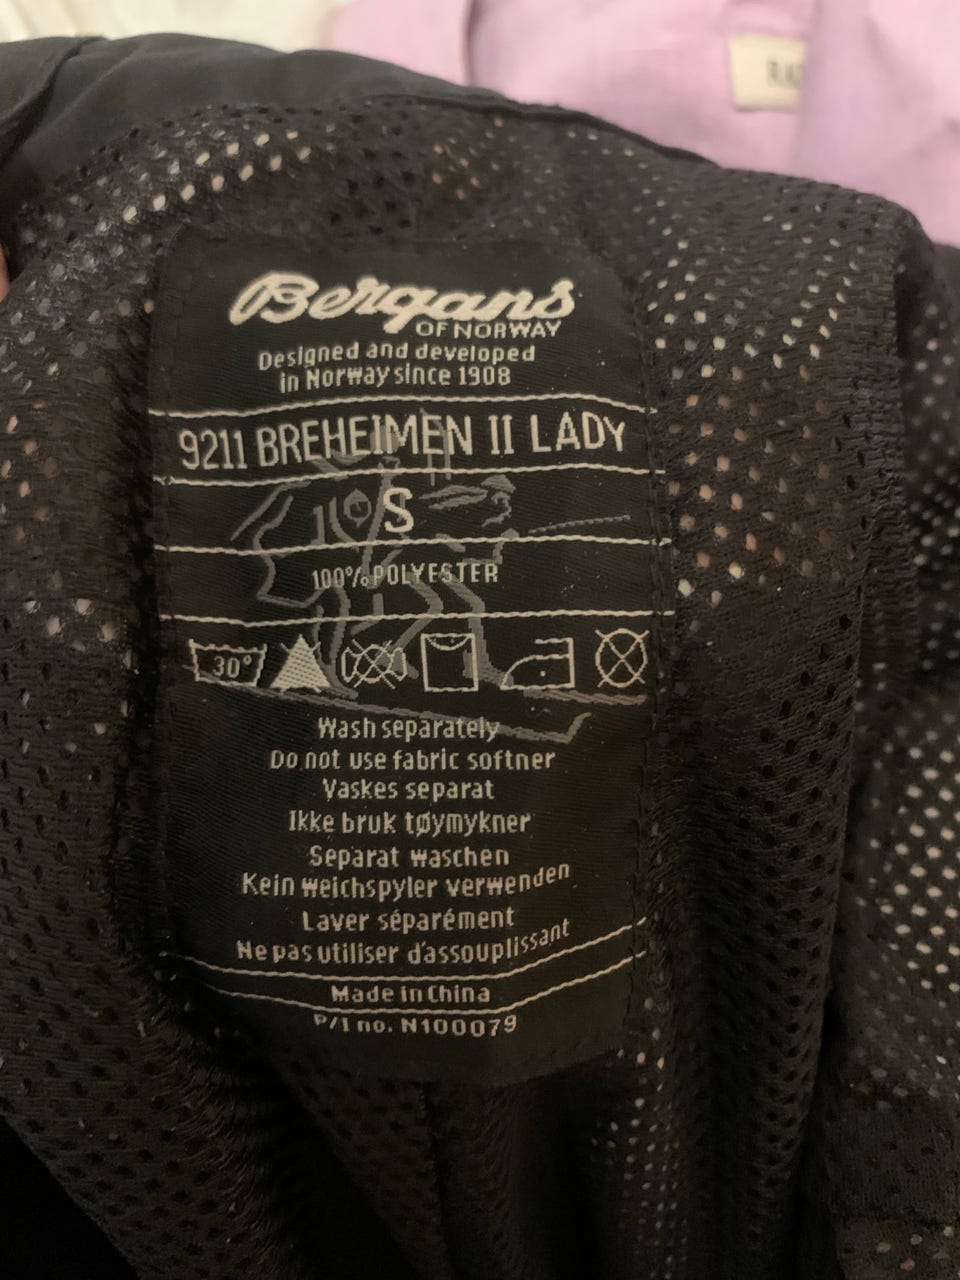 Bergans
OF NORWAY
Designed and developed
in Norway since 1908
9211 BREHEIMEN II LADY
S
100% POLYESTER
30°
Wash separately
Do not use fabric softner
Vaskes separat
Ikke bruk tøymykner
Separat waschen
Kein weichspyler verwenden
Laver séparément
Ne pas utiliser d'assouplissant
Made in China
P/I no. N100079